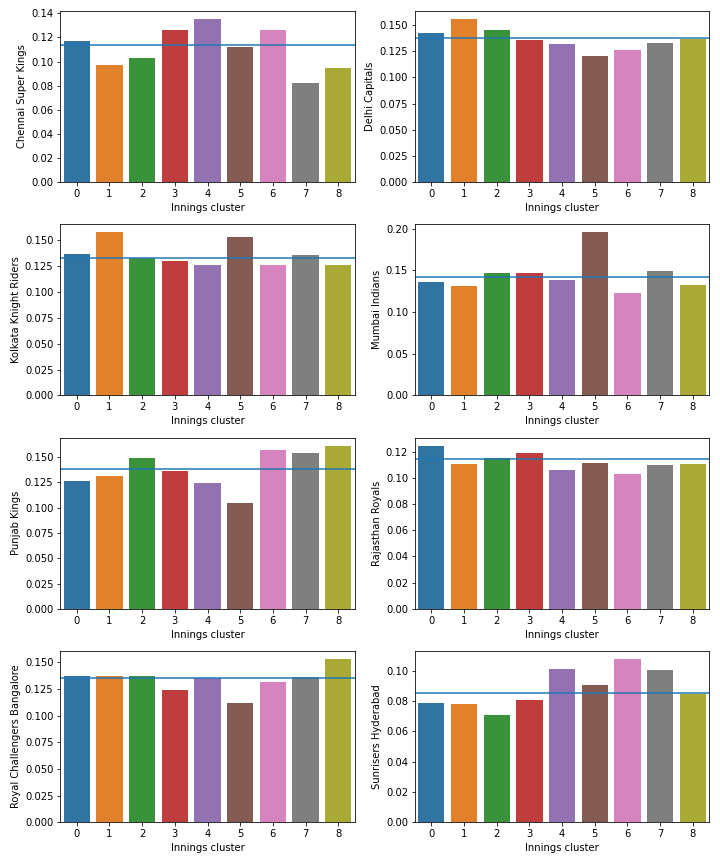 Chennai Super Kings
0.14
0.12
0.10
0.08
0.06
0.04
0.02
0.00
0 1 2 3 4 5 6 7 8
Innings cluster
Delhi Capitals
0.150
0.125
0.100
0.075
0.050
0.025
0.000
0 1 2 3 4 5 6 7 8
Innings cluster
Kolkata Knight Riders
0.150
0.125
0.100
0.075
0.050
0.025
0.000
0 1 2 3 4 5 6 7 8
Innings cluster
Mumbai Indians
0.20
0.15
0.10
0.05
0.00
0 1 2 3 4 5 6 7 8
Innings cluster
Punjab Kings
0.150
0.125
0.100
0.075
0.050
0.025
0.000
0 1 2 3 4 5 6 7 8
Innings cluster
Rajasthan Royals
0.12
0.10
0.08
0.06
0.04
0.02
0.00
0 1 2 3 4 5 6 7 8
Innings cluster
Royal Challengers Bangalore
0.150
0.125
0.100
0.075
0.050
0.025
0.000
0 1 2 3 4 5 6 7 8
Innings cluster
Sunrisers Hyderabad
0.10
0.08
0.06
0.04
0.02
0.00
0 1 2 3 4 5 6 7 8
Innings cluster